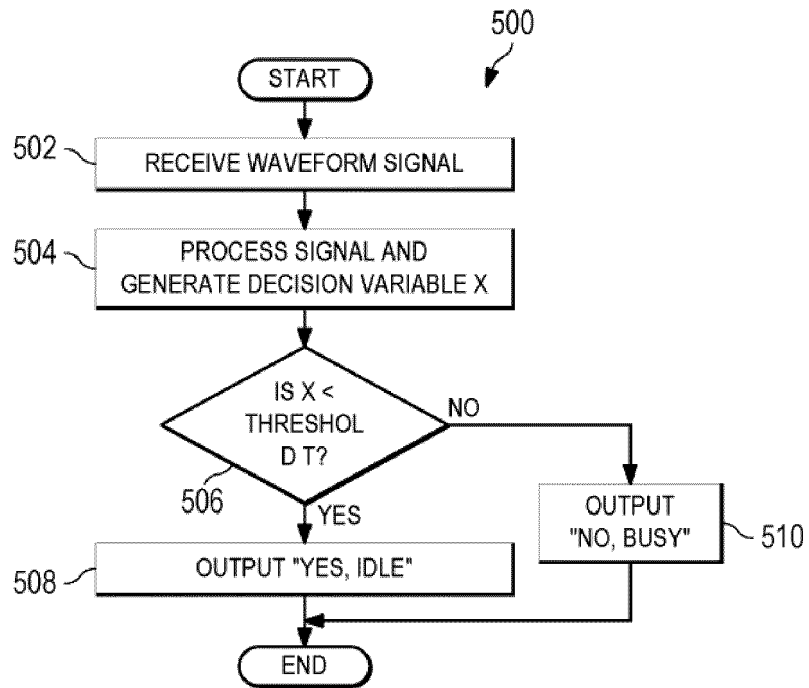 500
START
502
RECEIVE WAVEFORM SIGNAL
504
PROCESS SIGNAL AND
GENERATE DECISION VARIABLE X
IS X <
THRESHOL
D T?
NO
506
YES
OUTPUT
"NO, BUSY"
510
508
OUTPUT "YES, IDLE"
END